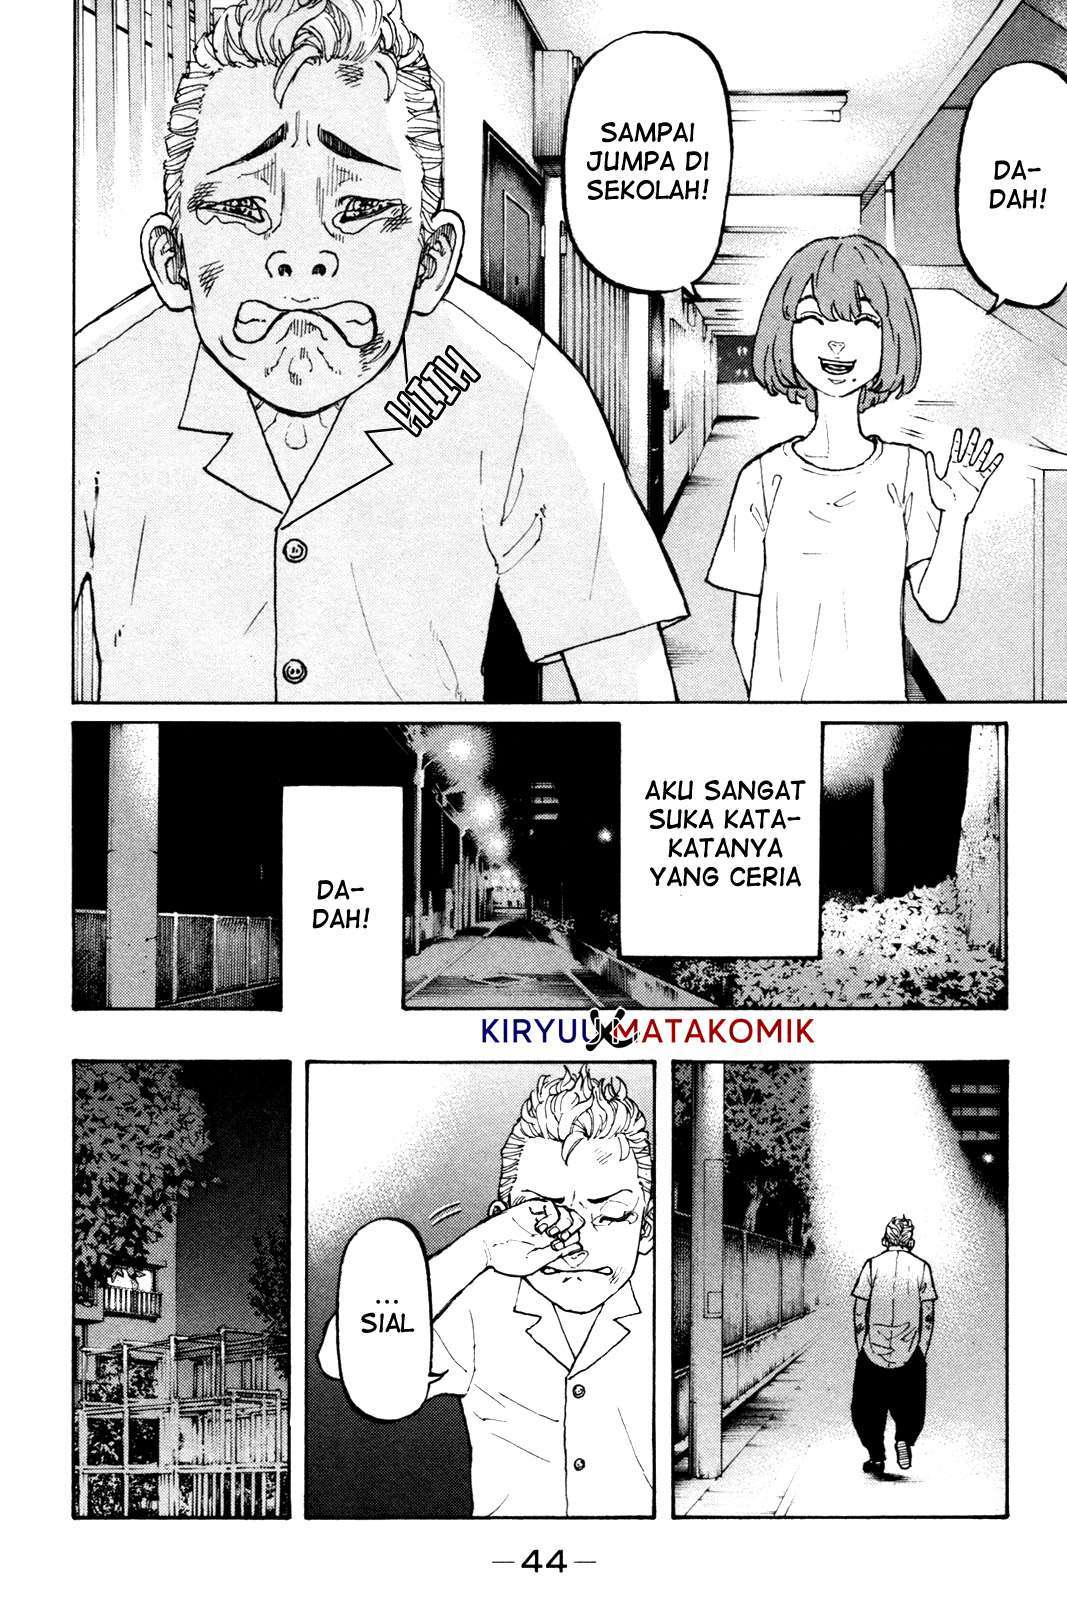 DA-
DAH!
SAMPAI
JUMPA DI
SEKOLAH!
HIIH
AKU SANGAT
SUKA KATA-
KATANYA
YANG CERIA
DA-
DAH!
KIRYUU X MATAKOMIK
...
SIAL
-44-